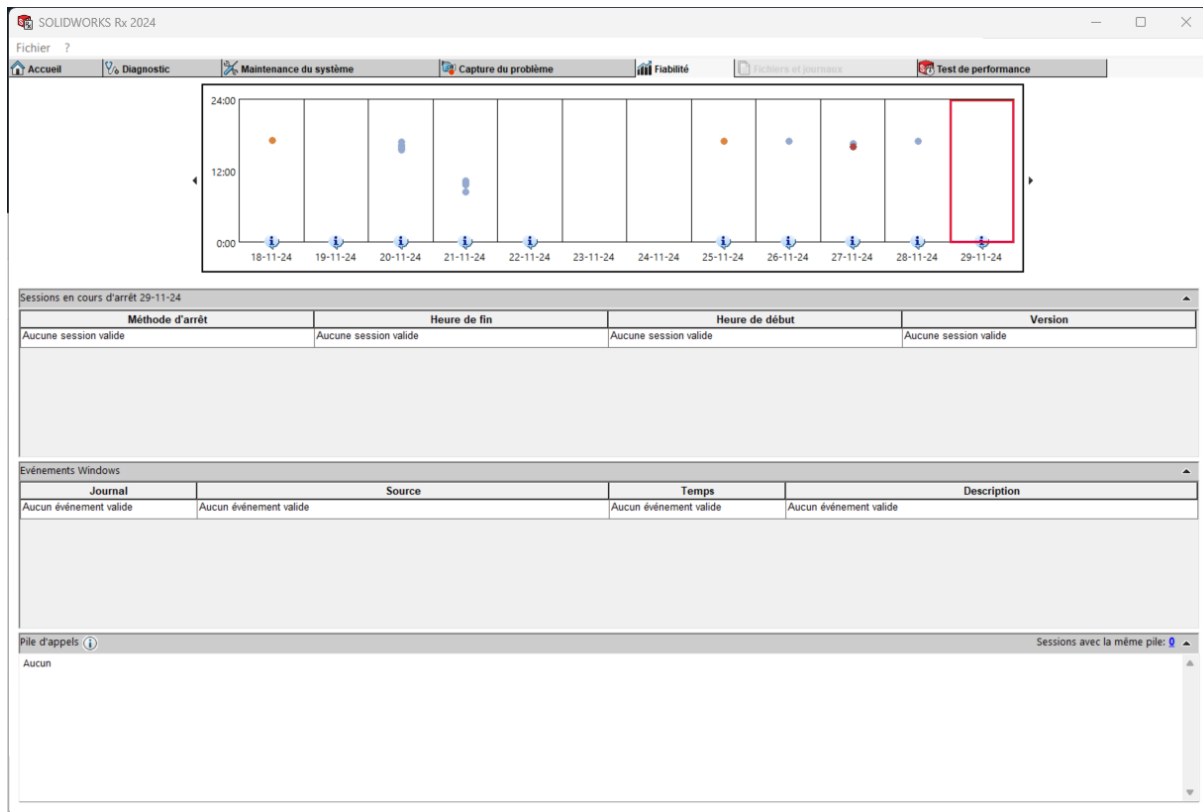 SOLIDWORKS Rx 2024
Fichier ?
Accueil Diagnostic Maintenance du système Capture du problème Fiabilité Fichiers et journaux Test de performance
24:00
12:00
0:00
18-11-24 19-11-24 20-11-24 21-11-24 22-11-24 23-11-24 24-11-24 25-11-24 26-11-24 27-11-24 28-11-24 29-11-24
Sessions en cours d'arrêt 29-11-24
Méthode d'arrêt Heure de fin Heure de début Version
Aucune session valide Aucune session valide Aucune session valide Aucune session valide
Evénements Windows
Journal Source Temps Description
Aucun événement valide Aucun événement valide Aucun événement valide Aucun événement valide
Pile d'appels Sessions avec la même pile: 0
Aucun